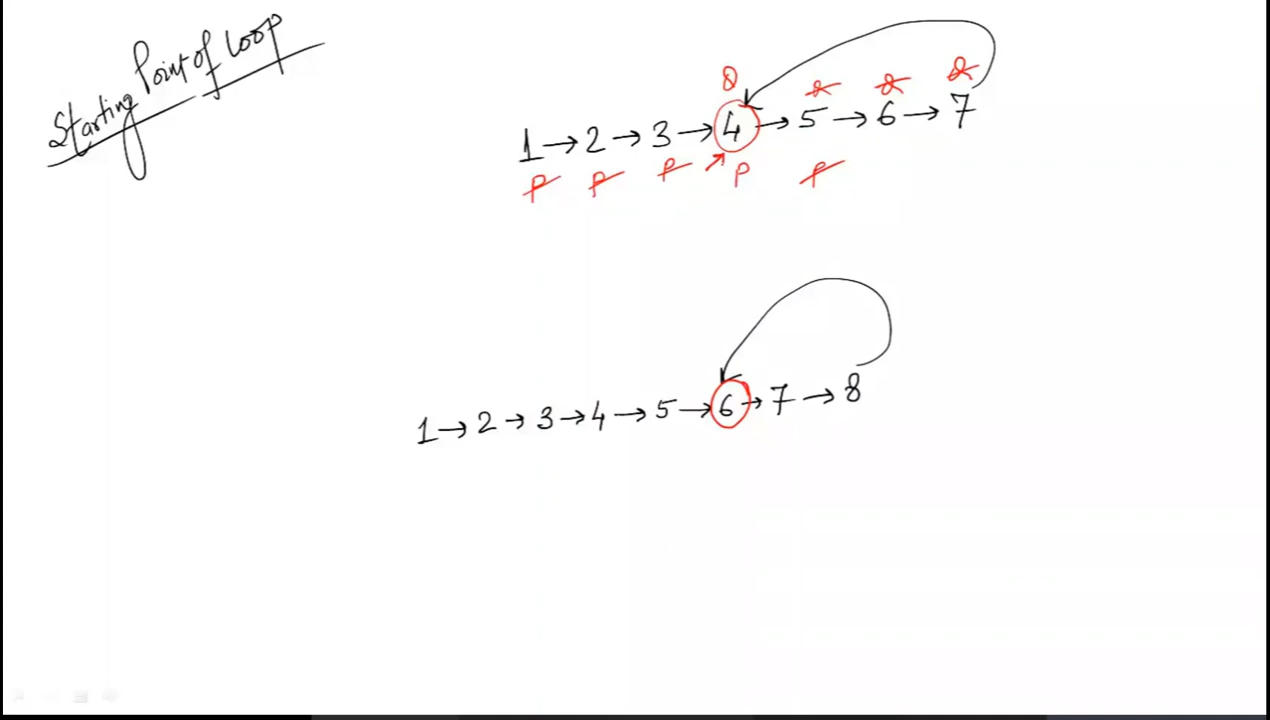 Starting Point of Loop
Q Q Q Q
1 → 2 → 3 → 4 → 5 → 6 → 7
P P P P P
1 → 2 → 3 → 4 → 5 → 6 → 7 → 8